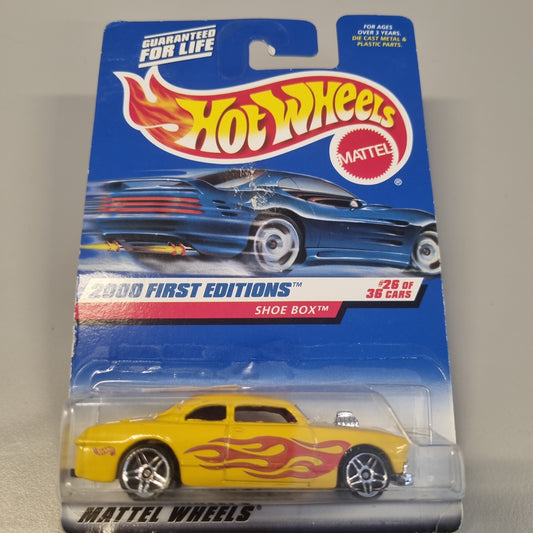 GUARANTEED
FOR LIFE
FOR AGES
OVER 3 YEARS.
DIE CAST METAL &
PLASTIC PARTS.
HOT WHEELS
MATTEL
®
2000 FIRST EDITIONS™
#26 OF
36 CARS
SHOE BOX™
MATTEL WHEELS®